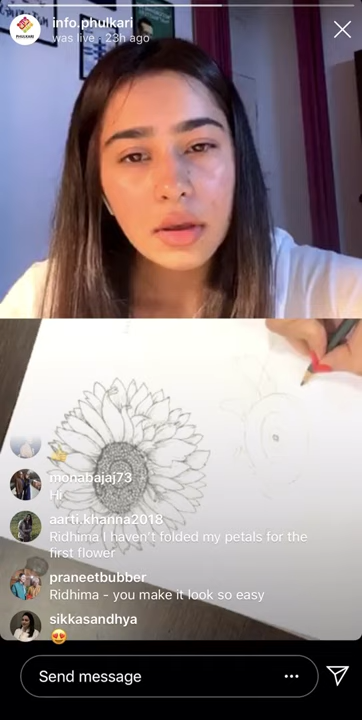 info.phulkari
was live · 23h ago
PHULKARI
monabajaj73
Hi
aarti.khanna2018
Ridhima I haven't folded my petals for the
first flower
praneetbubber
Ridhima - you make it look so easy
sikkasandhya
😍
Send message